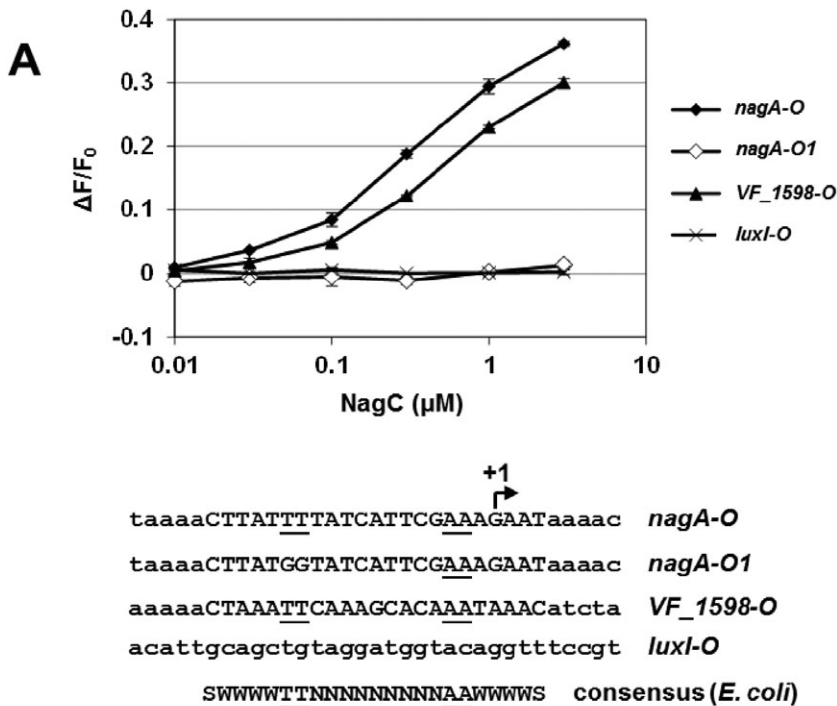 A
0.4
0.3
0.2
0.1
0
-0.1
ΔF/F0
0.01 0.1 1 10
NagC (µM)
nagA-O
nagA-O1
VF_1598-O
luxI-O
+1
taaaaCTTATTTTATCATTCGAAAGAATaaaac nagA-O
taaaaCTTATGGTATCATTCGAAAGAATaaaac nagA-O1
aaaaaCTAAATTCAAAGCACAAATAAACatcta VF_1598-O
acattgcagctgtaggatggtacaggtttccgt luxI-O
SWWWWTTNNNNNNNNNAAWWWWS consensus (E. coli)